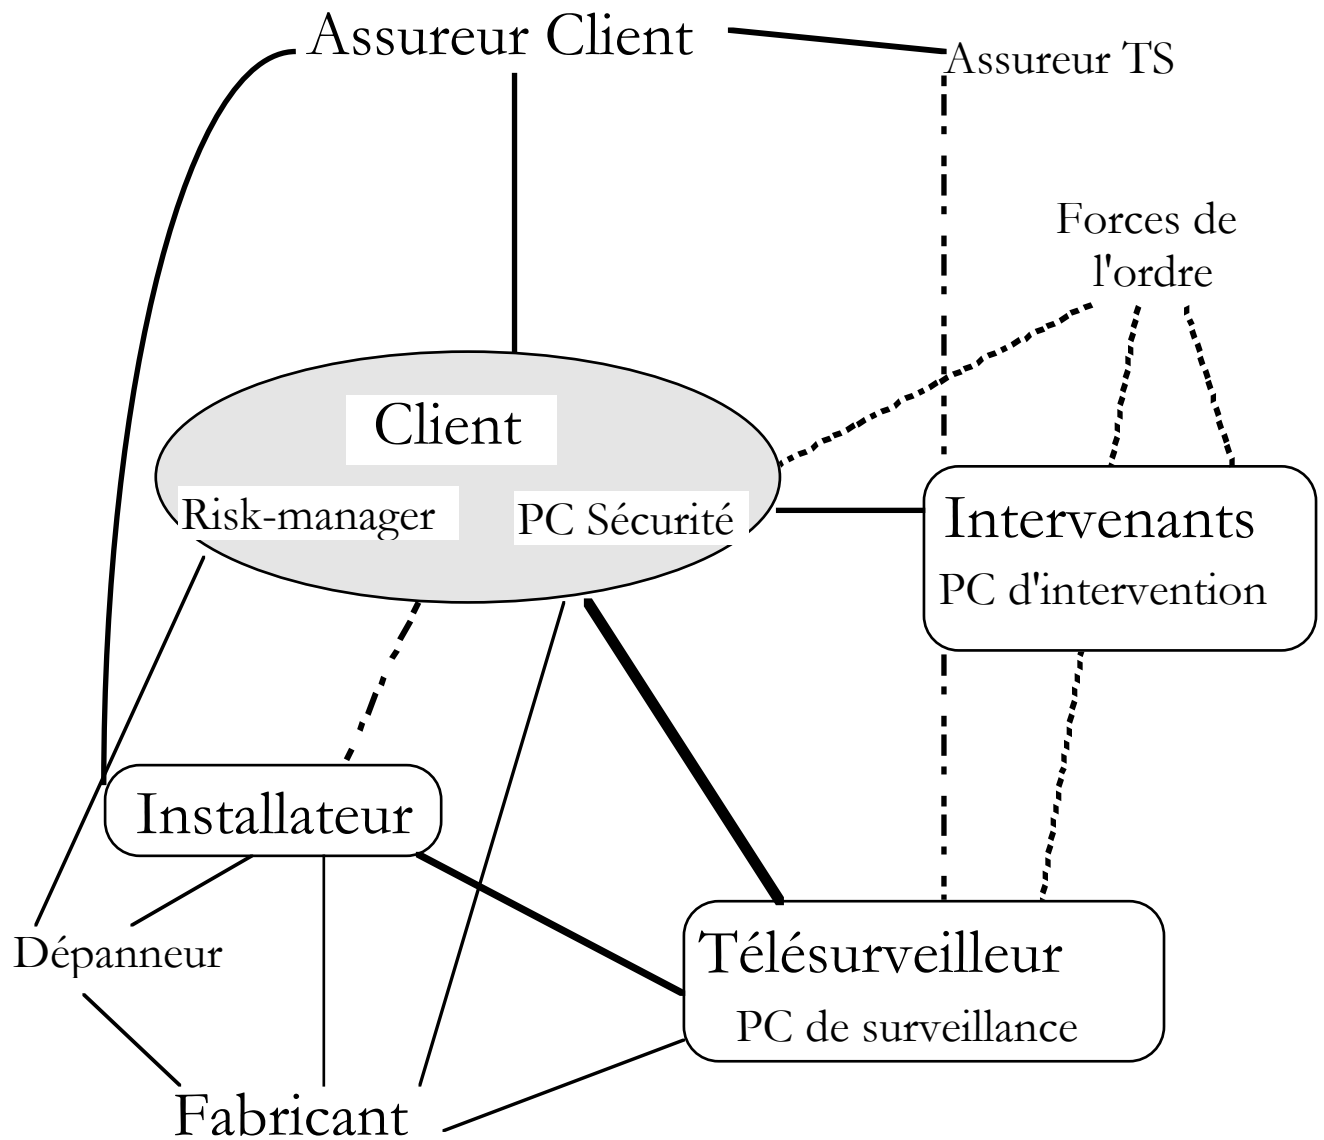 Assureur Client
Assureur TS
Forces de
l'ordre
Client
Risk-manager
PC Sécurité
Intervenants
PC d'intervention
Installateur
Dépanneur
Télésurveilleur
PC de surveillance
Fabricant